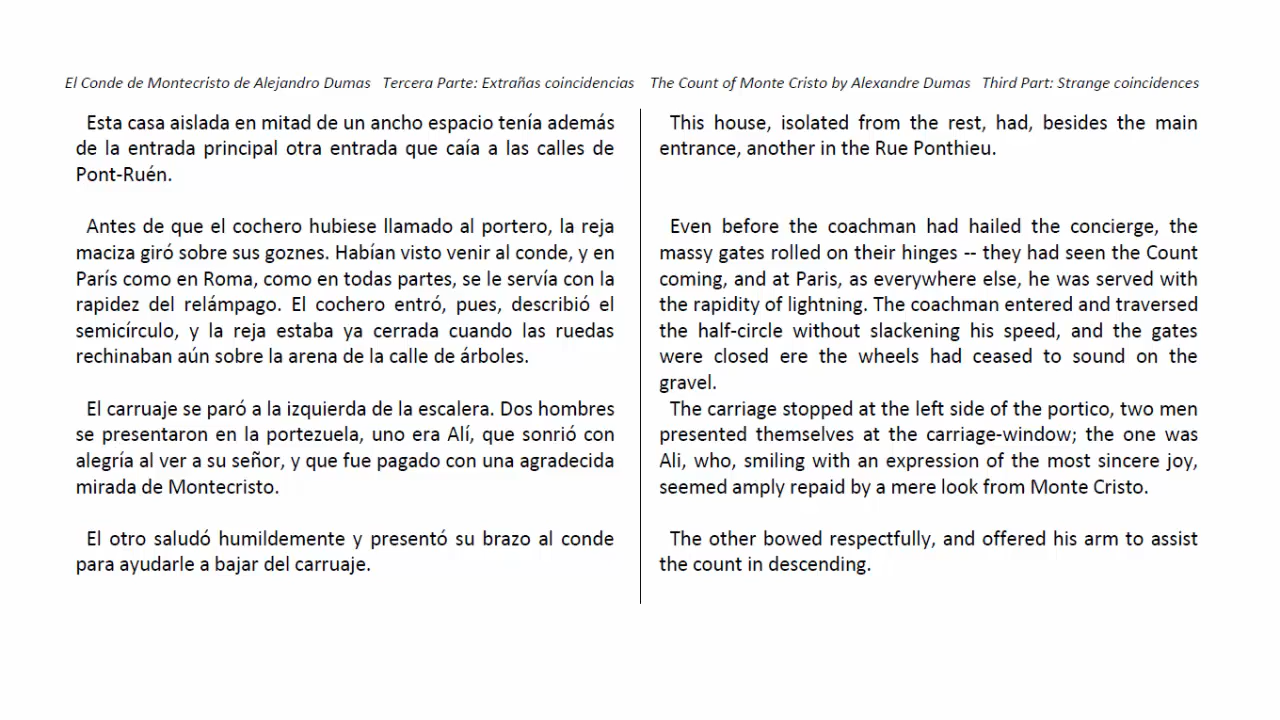 El Conde de Montecristo de Alejandro Dumas Tercera Parte: Extrañas coincidencias
Esta casa aislada en mitad de un ancho espacio tenía además
de la entrada principal otra entrada que caía a las calles de
Pont-Ruén.
Antes de que el cochero hubiese llamado al portero, la reja
maciza giró sobre sus goznes. Habían visto venir al conde, y en
París como en Roma, como en todas partes, se le servía con la
rapidez del relámpago. El cochero entró, pues, describió el
semicírculo, y la reja estaba ya cerrada cuando las ruedas
rechinaban aún sobre la arena de la calle de árboles.
El carruaje se paró a la izquierda de la escalera. Dos hombres
se presentaron en la portezuela, uno era Alí, que sonrió con
alegría al ver a su señor, y que fue pagado con una agradecida
mirada de Montecristo.
El otro saludó humildemente y presentó su brazo al conde
para ayudarle a bajar del carruaje.
The Count of Monte Cristo by Alexandre Dumas Third Part: Strange coincidences
This house, isolated from the rest, had, besides the main
entrance, another in the Rue Ponthieu.
Even before the coachman had hailed the concierge, the
massy gates rolled on their hinges -- they had seen the Count
coming, and at Paris, as everywhere else, he was served with
the rapidity of lightning. The coachman entered and traversed
the half-circle without slackening his speed, and the gates
were closed ere the wheels had ceased to sound on the
gravel.
The carriage stopped at the left side of the portico, two men
presented themselves at the carriage-window; the one was
Ali, who, smiling with an expression of the most sincere joy,
seemed amply repaid by a mere look from Monte Cristo.
The other bowed respectfully, and offered his arm to assist
the count in descending.